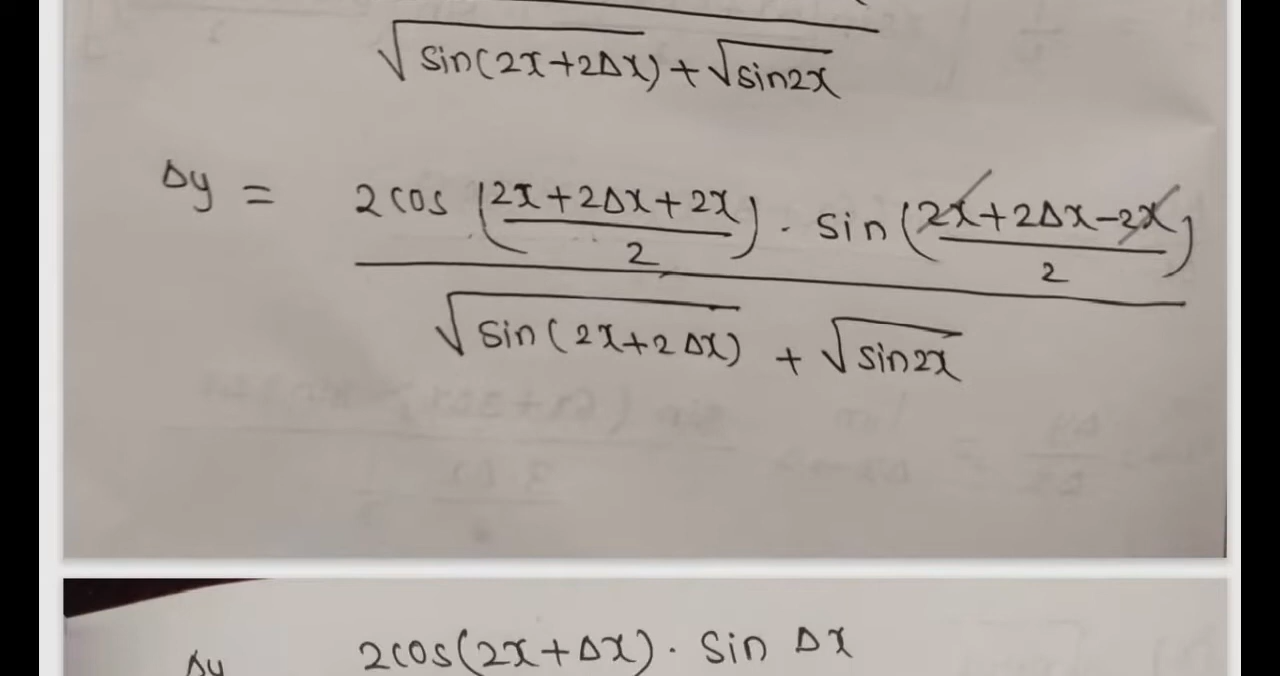 √sin(2x+2Δx) + √sin2x
Δy = 2cos (2x+2Δx+2x / 2) · sin (2x+2Δx-2x / 2)
√sin(2x+2Δx) + √sin2x
Δy 2cos(2x+Δx) · sin Δx